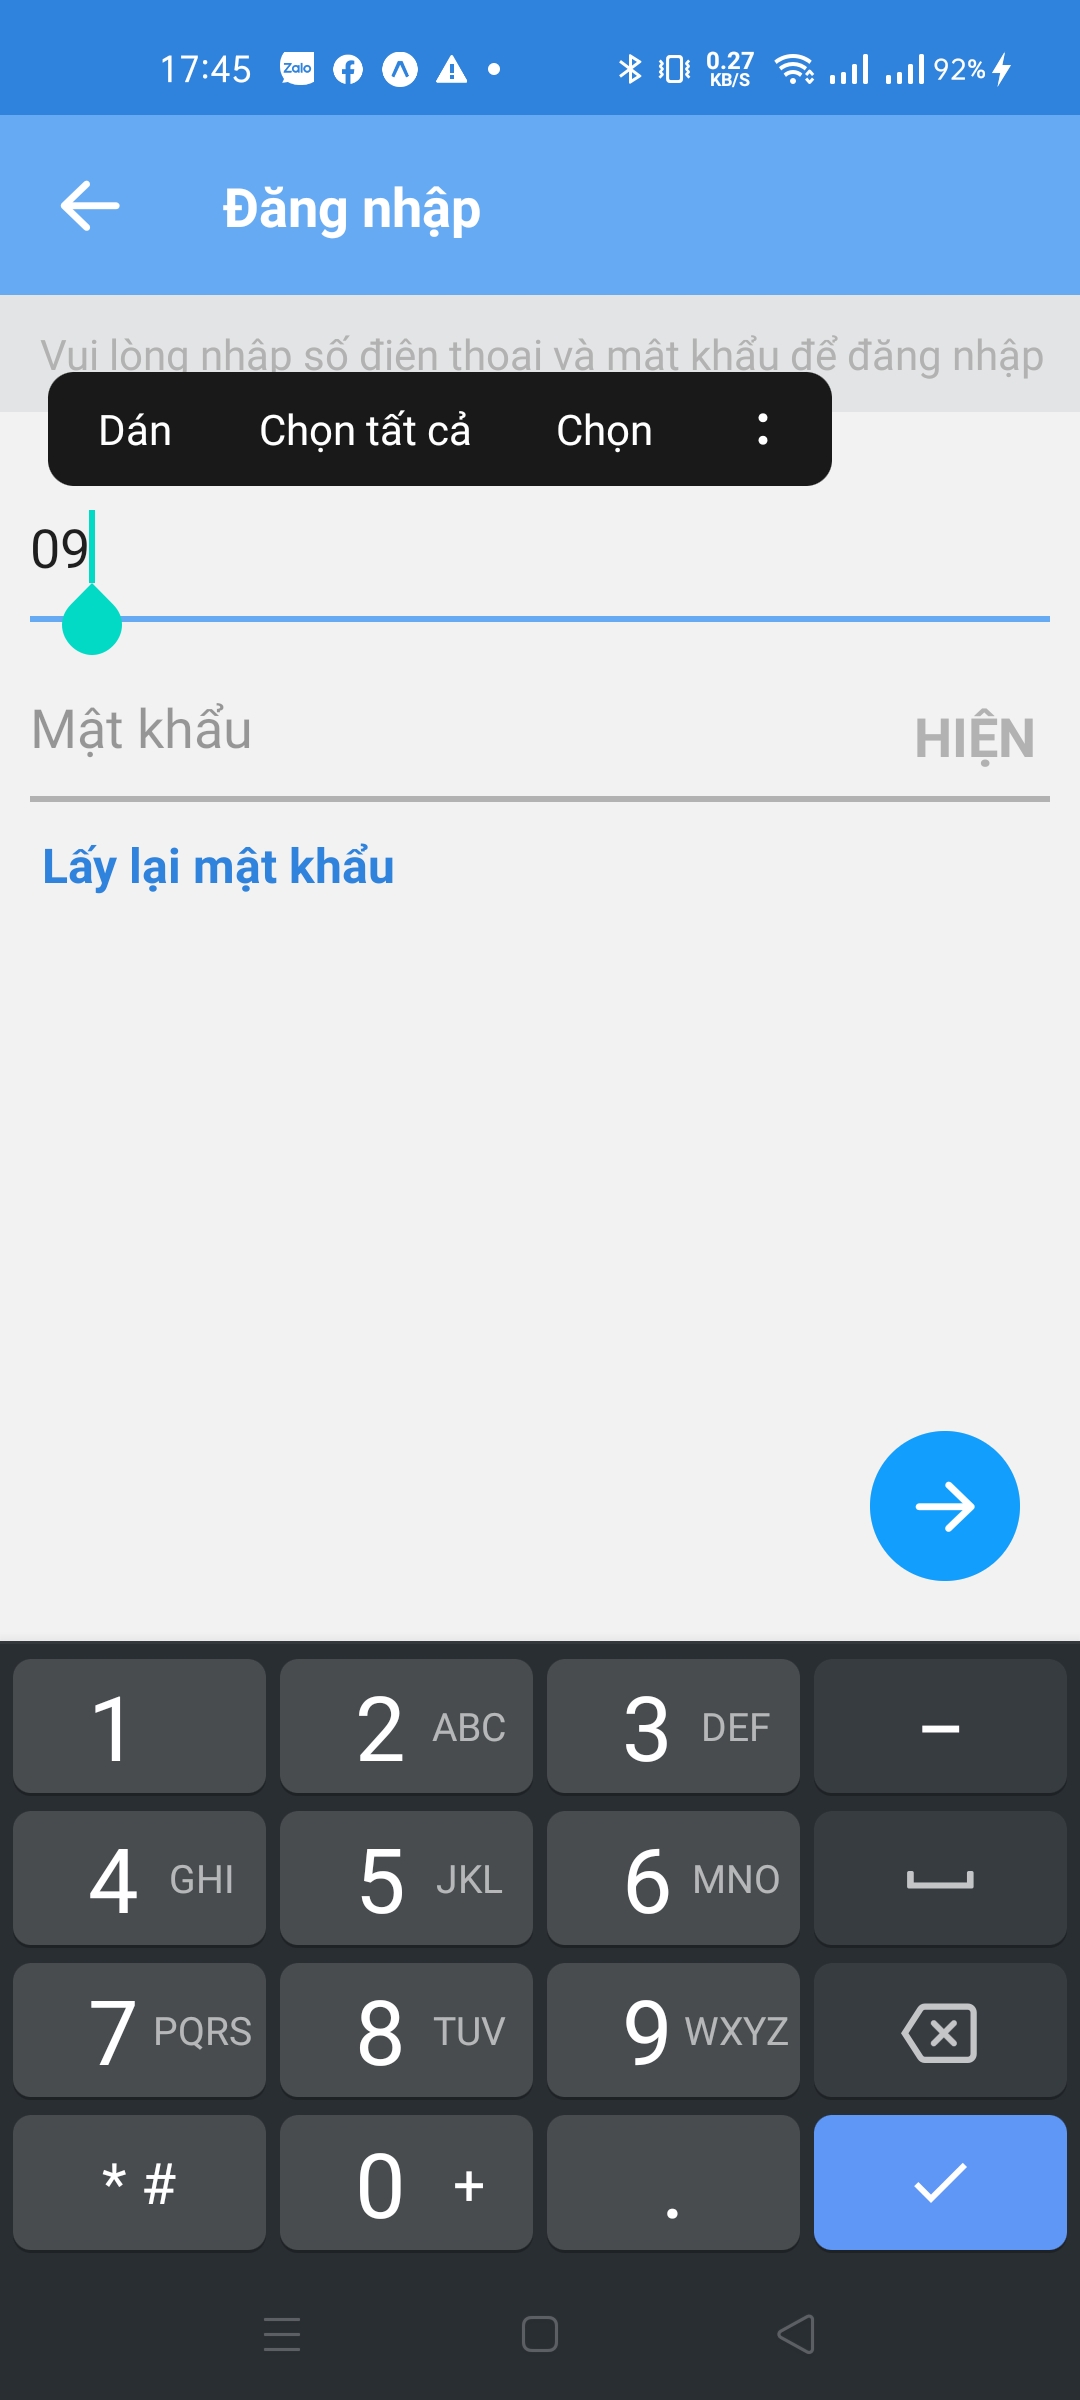 17:45 Zalo 0.27 KB/S 92%
Đăng nhập
Vui lòng nhập số điện thoại và mật khẩu để đăng nhập
Dán Chọn tất cả Chọn
09
Mật khẩu HIỆN
Lấy lại mật khẩu
1 2 ABC 3 DEF –
4 GHI 5 JKL 6 MNO
7 PQRS 8 TUV 9 WXYZ
* # 0 + .